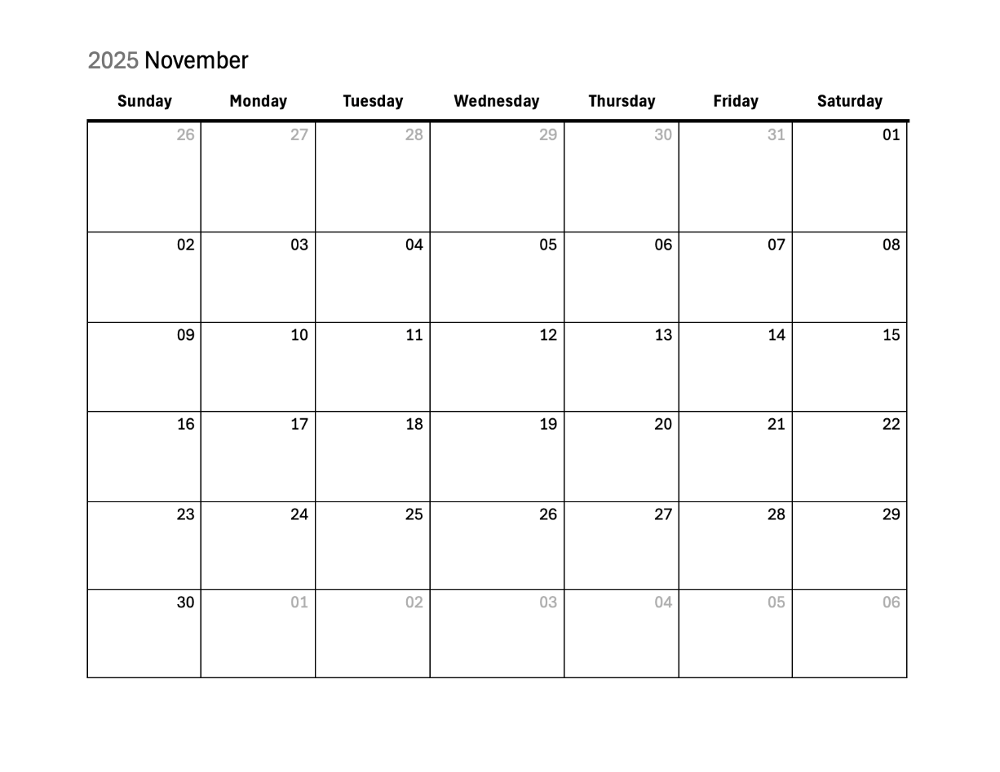 2025 November
Sunday Monday Tuesday Wednesday Thursday Friday Saturday
26 27 28 29 30 31 01
02 03 04 05 06 07 08
09 10 11 12 13 14 15
16 17 18 19 20 21 22
23 24 25 26 27 28 29
30 01 02 03 04 05 06